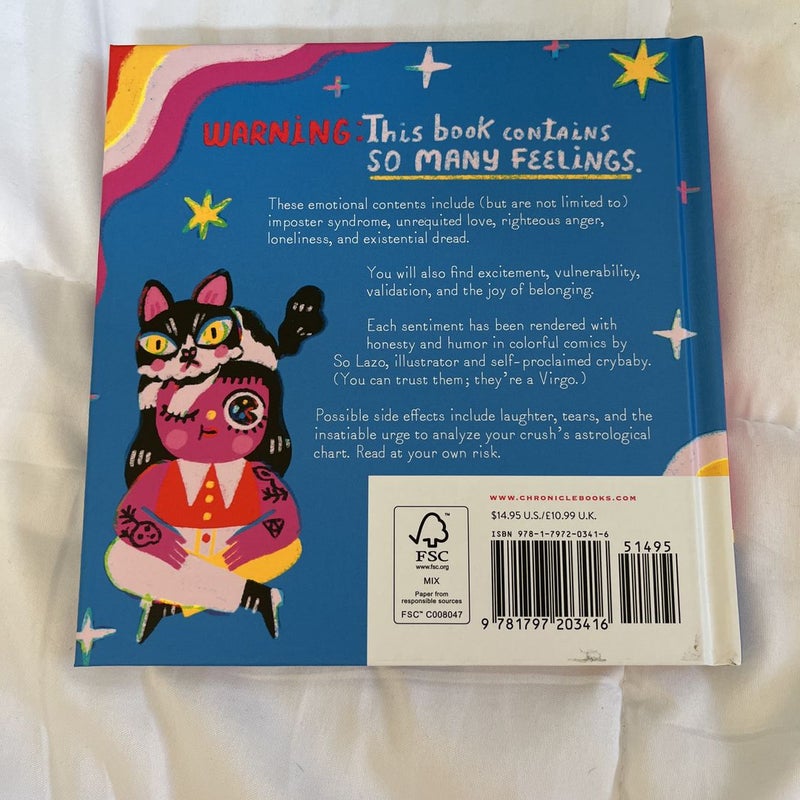 WARNING: This book contains
SO MANY FEELINGS.
These emotional contents include (but are not limited to)
imposter syndrome, unrequited love, righteous anger,
loneliness, and existential dread.
You will also find excitement, vulnerability,
validation, and the joy of belonging.
Each sentiment has been rendered with
honesty and humor in colorful comics by
So Lazo, illustrator and self-proclaimed crybaby.
(You can trust them; they're a Virgo.)
Possible side effects include laughter, tears, and the
insatiable urge to analyze your crush's astrological
chart. Read at your own risk.
WWW.CHRONICLEBOOKS.COM
$14.95 U.S./£10.99 U.K.
ISBN 978-1-7972-0341-6
51495
9 781797 203416
FSC
www.fsc.org
MIX
Paper from
responsible sources
FSC™ C008047